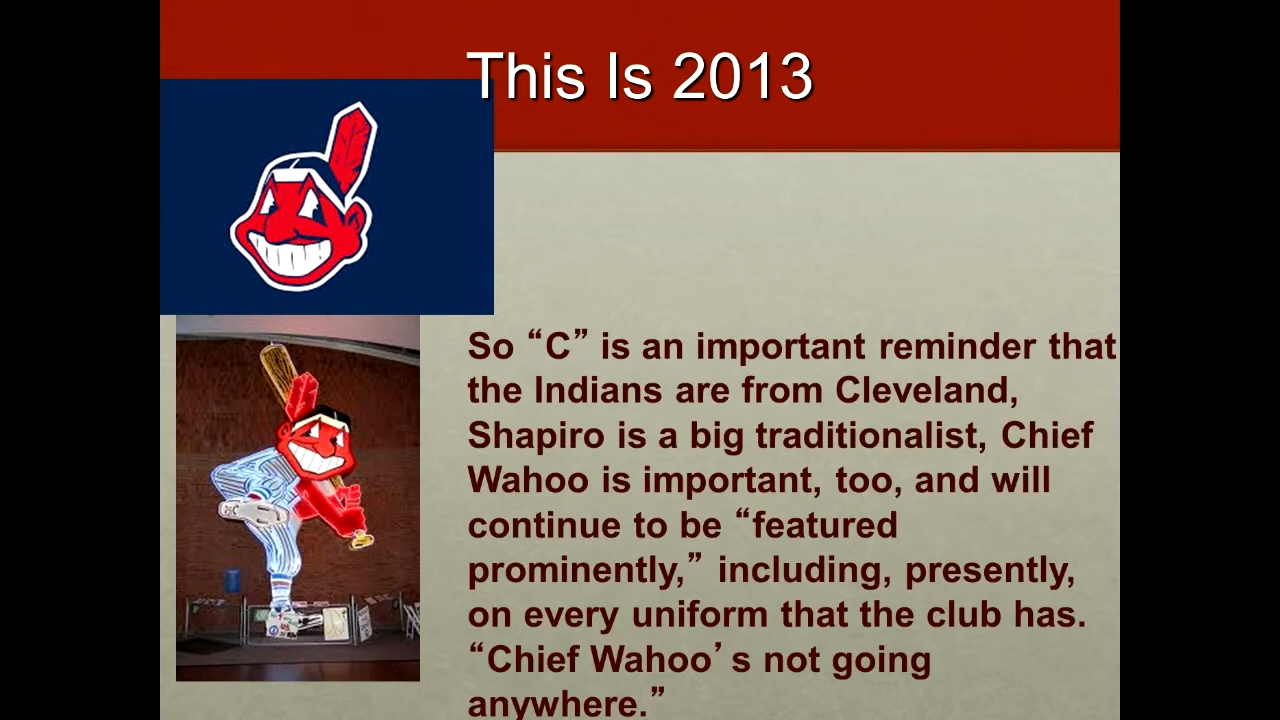 This Is 2013
So “C” is an important reminder that
the Indians are from Cleveland,
Shapiro is a big traditionalist, Chief
Wahoo is important, too, and will
continue to be “featured
prominently,” including, presently,
on every uniform that the club has.
“Chief Wahoo’s not going
anywhere.”